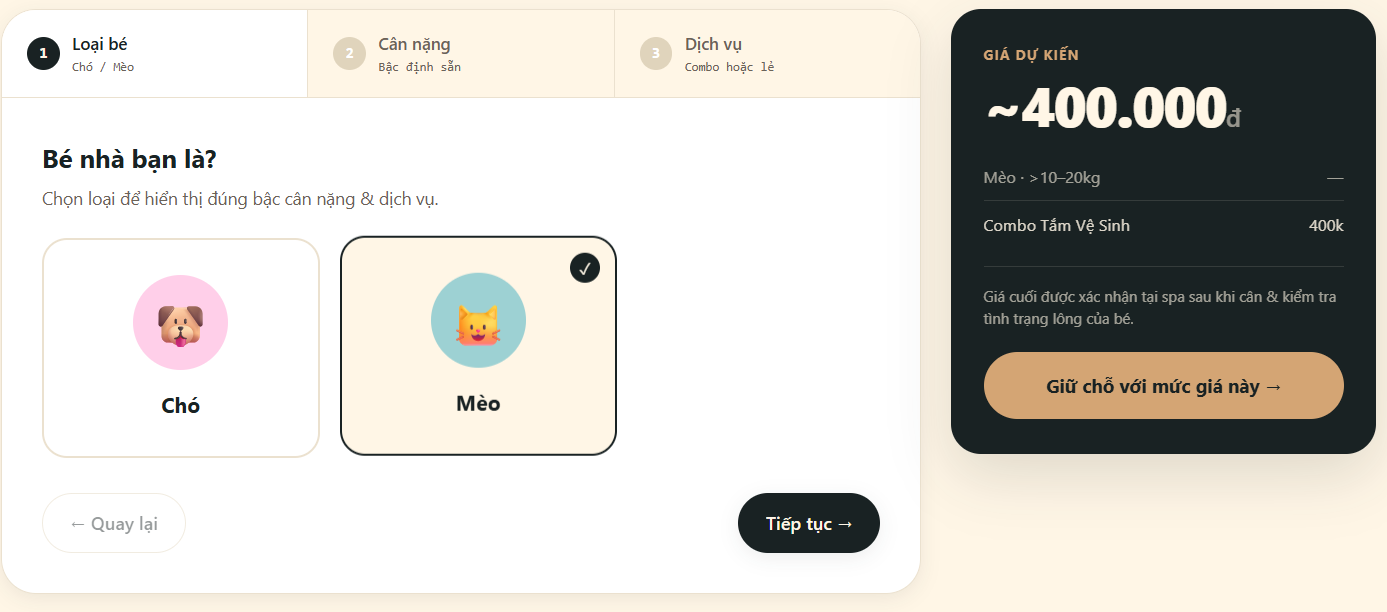 1
Loại bé
Chó / Mèo
2
Cân nặng
Bậc định sẵn
3
Dịch vụ
Combo hoặc lẻ
Bé nhà bạn là?
Chọn loại để hiển thị đúng bậc cân nặng & dịch vụ.
✓
Chó
Mèo
← Quay lại
Tiếp tục →
GIÁ DỰ KIẾN
~400.000đ
Mèo · >10–20kg —
Combo Tắm Vệ Sinh 400k
Giá cuối được xác nhận tại spa sau khi cân & kiểm tra
tình trạng lông của bé.
Giữ chỗ với mức giá này →